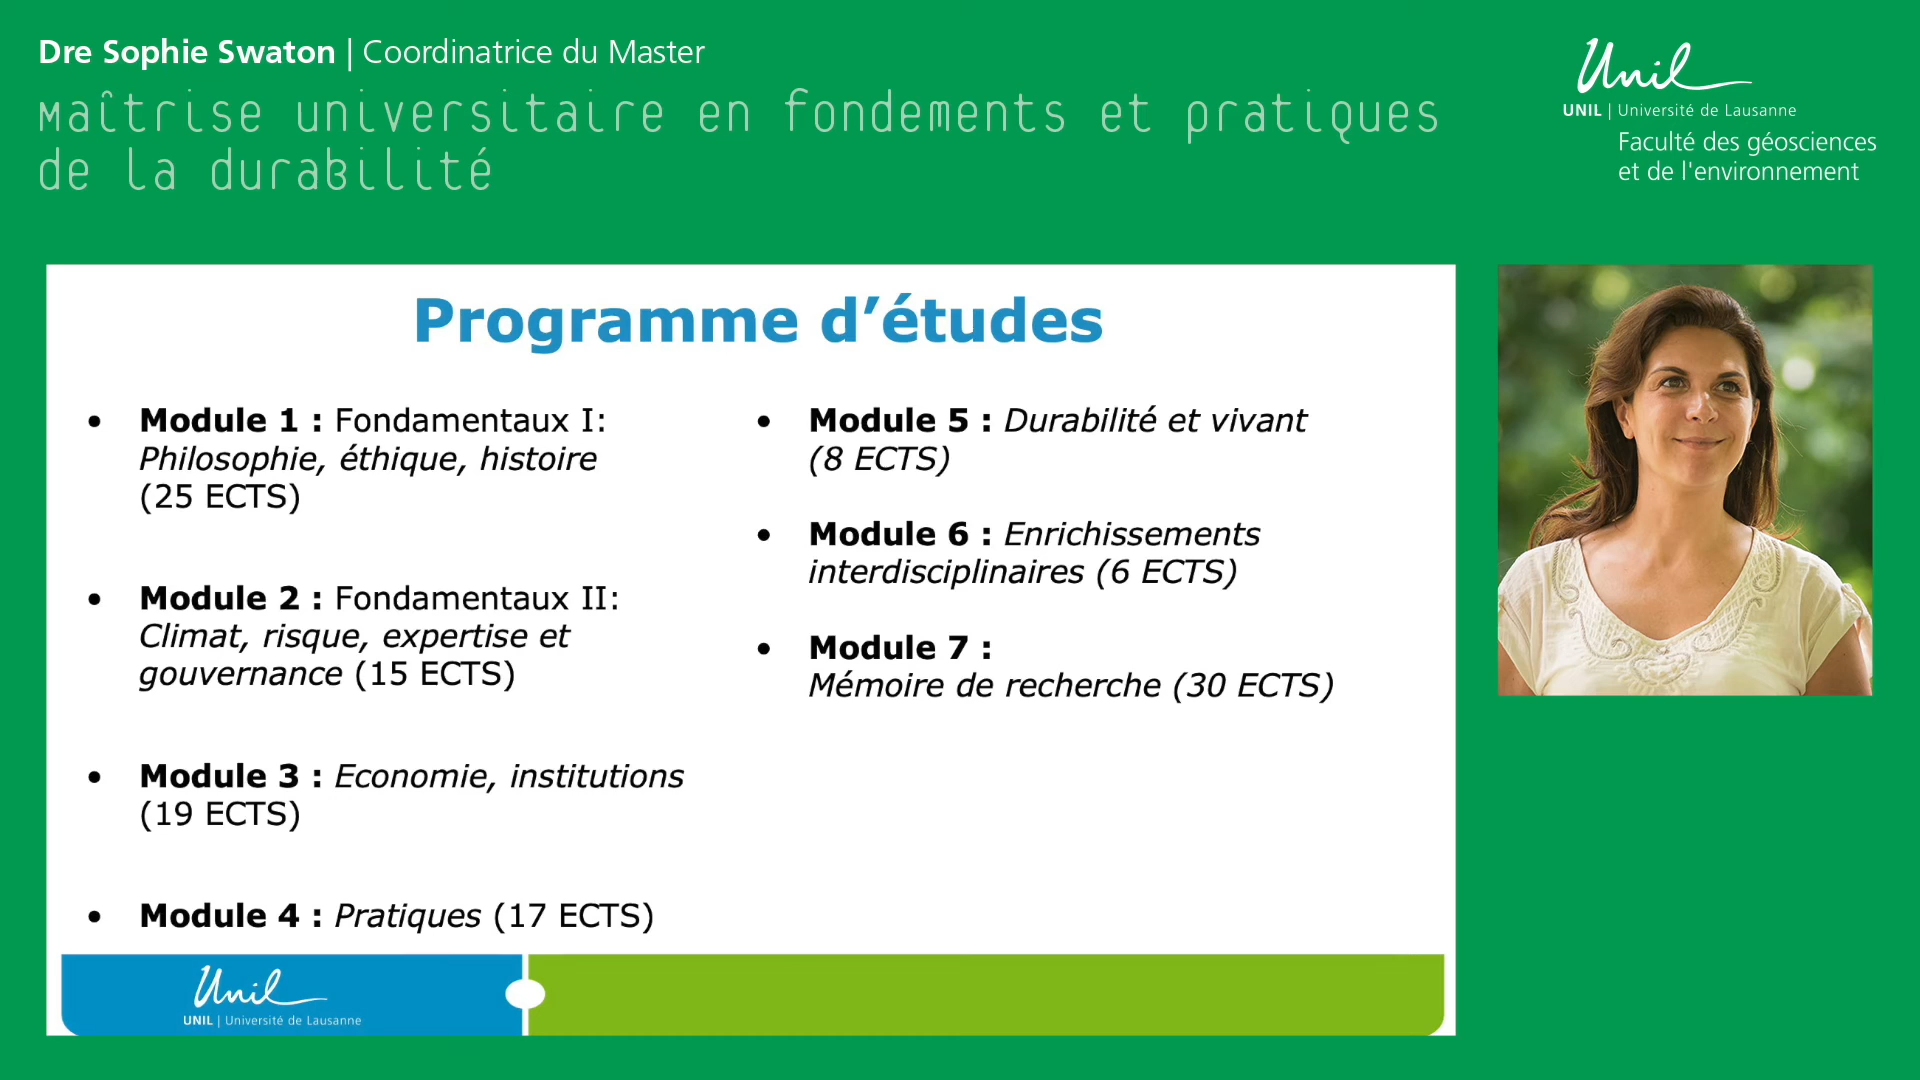 Dre Sophie Swaton | Coordinatrice du Master
Maîtrise universitaire en fondements et pratiques
de la durabilité
Unil
UNIL | Université de Lausanne
Faculté des géosciences
et de l'environnement
Programme d’études
• Module 1 : Fondamentaux I:
Philosophie, éthique, histoire
(25 ECTS)
• Module 2 : Fondamentaux II:
Climat, risque, expertise et
gouvernance (15 ECTS)
• Module 3 : Economie, institutions
(19 ECTS)
• Module 4 : Pratiques (17 ECTS)
• Module 5 : Durabilité et vivant
(8 ECTS)
• Module 6 : Enrichissements
interdisciplinaires (6 ECTS)
• Module 7 :
Mémoire de recherche (30 ECTS)
Unil
UNIL | Université de Lausanne